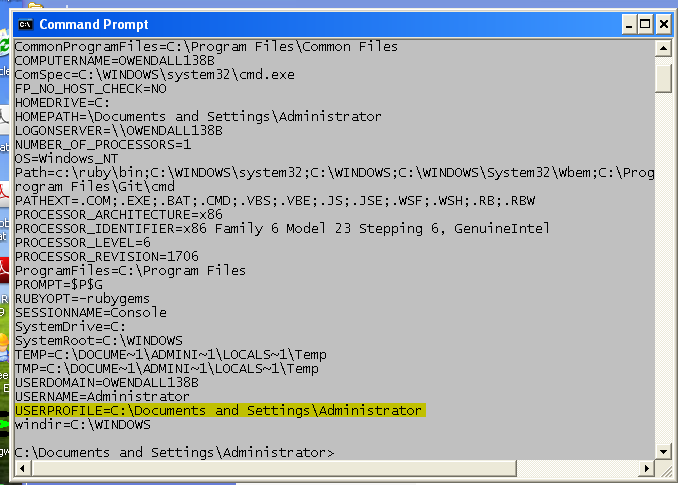 Command Prompt
CommonProgramFiles=C:\Program Files\Common Files
COMPUTERNAME=OWENDALL138B
ComSpec=C:\WINDOWS\system32\cmd.exe
FP_NO_HOST_CHECK=NO
HOMEDRIVE=C:
HOMEPATH=\Documents and Settings\Administrator
LOGONSERVER=\\OWENDALL138B
NUMBER_OF_PROCESSORS=1
OS=Windows_NT
Path=c:\ruby\bin;C:\WINDOWS\system32;C:\WINDOWS;C:\WINDOWS\System32\Wbem;C:\Prog
rogram Files\Git\cmd
PATHEXT=.COM;.EXE;.BAT;.CMD;.VBS;.VBE;.JS;.JSE;.WSF;.WSH;.RB;.RBW
PROCESSOR_ARCHITECTURE=x86
PROCESSOR_IDENTIFIER=x86 Family 6 Model 23 Stepping 6, GenuineIntel
PROCESSOR_LEVEL=6
PROCESSOR_REVISION=1706
ProgramFiles=C:\Program Files
PROMPT=$P$G
RUBYOPT=-rubygems
SESSIONNAME=Console
SystemDrive=C:
SystemRoot=C:\WINDOWS
TEMP=C:\DOCUME~1\ADMINI~1\LOCALS~1\Temp
TMP=C:\DOCUME~1\ADMINI~1\LOCALS~1\Temp
USERDOMAIN=OWENDALL138B
USERNAME=Administrator
USERPROFILE=C:\Documents and Settings\Administrator
windir=C:\WINDOWS
C:\Documents and Settings\Administrator>